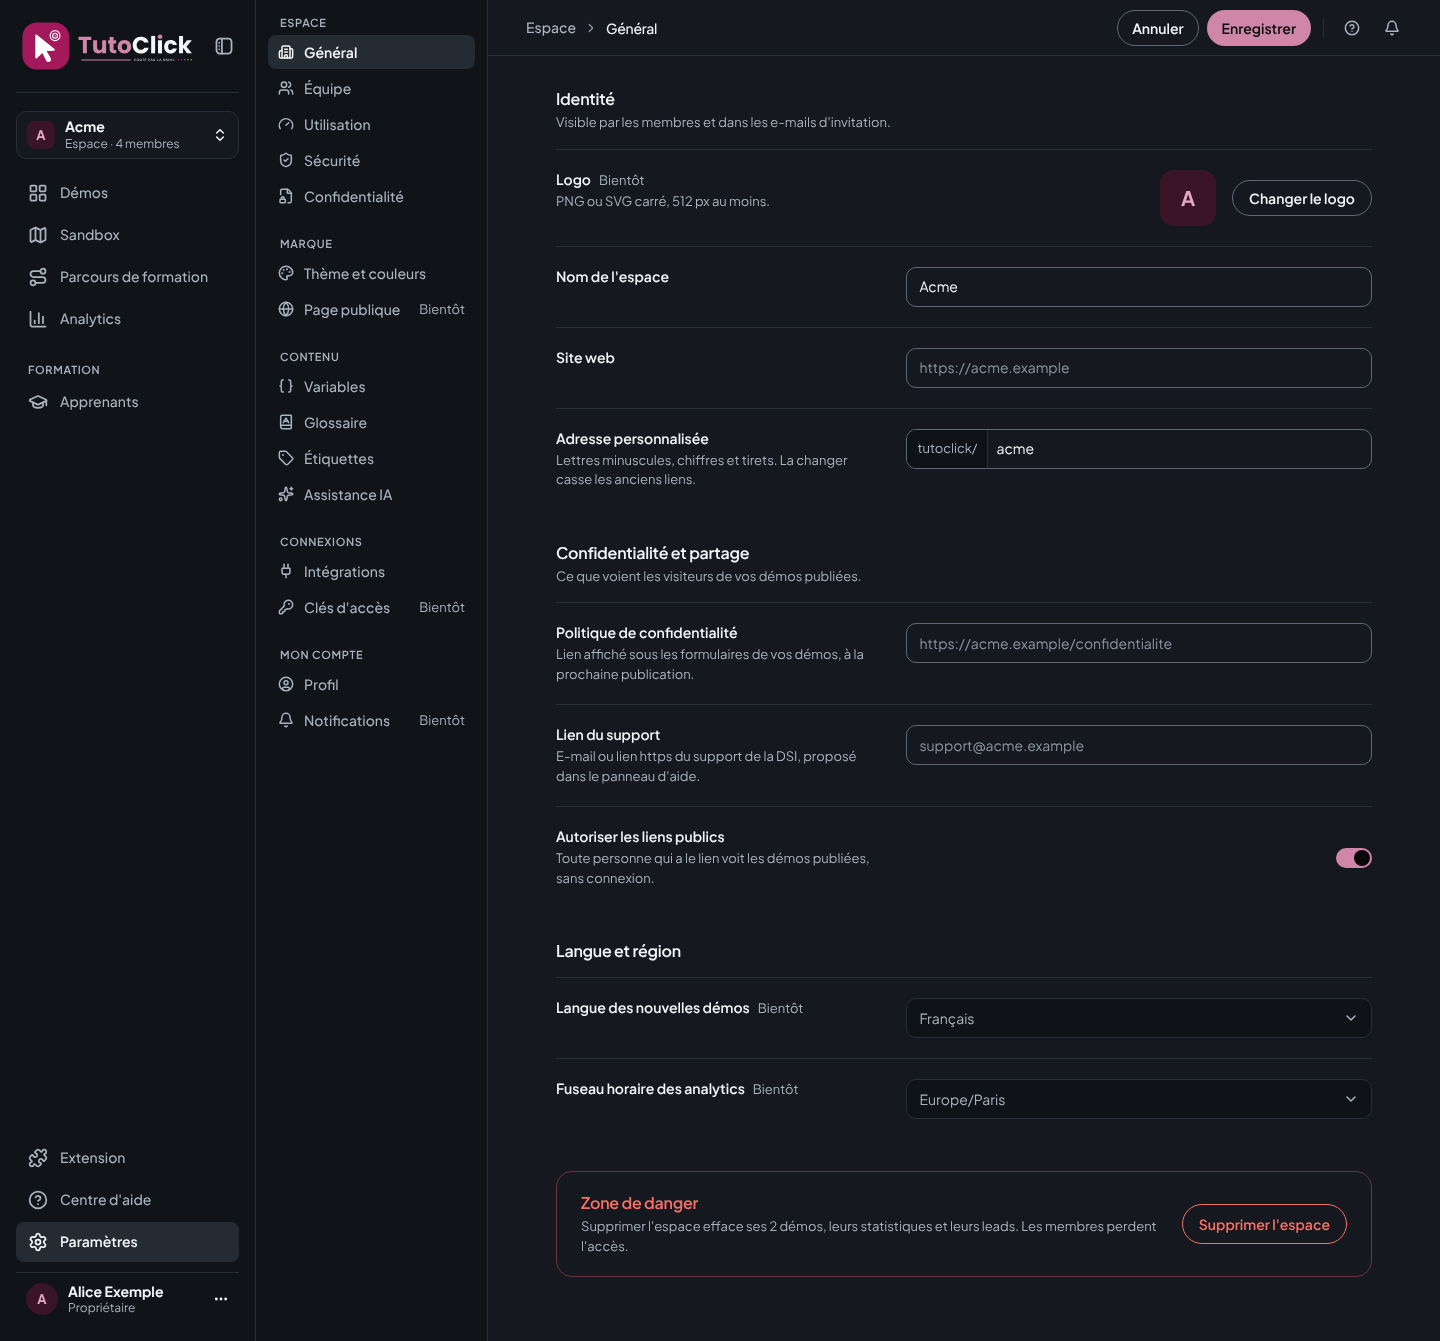 TutoClick
A
Acme
Espace · 4 membres
Démos
Sandbox
Parcours de formation
Analytics
FORMATION
Apprenants
Extension
Centre d'aide
Paramètres
A
Alice Exemple
Propriétaire
ESPACE
Général
Équipe
Utilisation
Sécurité
Confidentialité
MARQUE
Thème et couleurs
Page publique Bientôt
CONTENU
Variables
Glossaire
Étiquettes
Assistance IA
CONNEXIONS
Intégrations
Clés d'accès Bientôt
MON COMPTE
Profil
Notifications Bientôt
Espace > Général
Annuler
Enregistrer
Identité
Visible par les membres et dans les e-mails d'invitation.
Logo Bientôt
PNG ou SVG carré, 512 px au moins.
A
Changer le logo
Nom de l'espace
Acme
Site web
https://acme.example
Adresse personnalisée
Lettres minuscules, chiffres et tirets. La changer
casse les anciens liens.
tutoclick/ acme
Confidentialité et partage
Ce que voient les visiteurs de vos démos publiées.
Politique de confidentialité
Lien affiché sous les formulaires de vos démos, à la
prochaine publication.
https://acme.example/confidentialite
Lien du support
E-mail ou lien https du support de la DSI, proposé
dans le panneau d'aide.
support@acme.example
Autoriser les liens publics
Toute personne qui a le lien voit les démos publiées,
sans connexion.
Langue et région
Langue des nouvelles démos Bientôt
Français
Fuseau horaire des analytics Bientôt
Europe/Paris
Zone de danger
Supprimer l'espace efface ses 2 démos, leurs statistiques et leurs leads. Les membres perdent
l'accès.
Supprimer l'espace